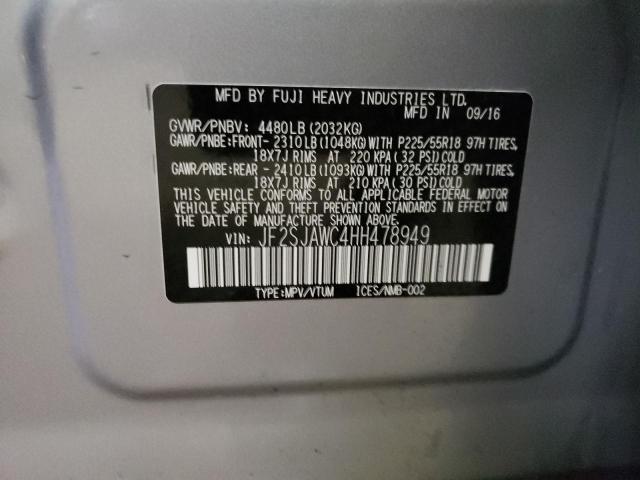 MFD BY FUJI HEAVY INDUSTRIES LTD.
MFD IN 09/16
GVWR/PNBV: 4480LB (2032KG)
GAWR/PNBE:FRONT- 2310LB (1048KG) WITH P225/55R18 97H TIRES,
18X7J RIMS AT 220 KPA ( 32 PSI) COLD
GAWR/PNBE:REAR - 2410LB (1093KG) WITH P225/55R18 97H TIRES,
18X7J RIMS AT 210 KPA ( 30 PSI) COLD
THIS VEHICLE CONFORMS TO ALL APPLICABLE FEDERAL MOTOR
VEHICLE SAFETY AND THEFT PREVENTION STANDARDS IN EFFECT ON
THE DATE OF MANUFACTURE SHOWN ABOVE.
VIN: JF2SJAWC4HH478949
TYPE:MPV/VTUM ICES/NMB-002